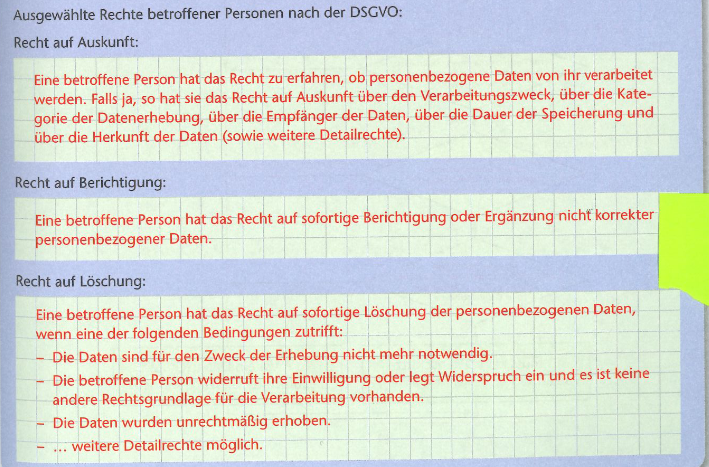 Ausgewählte Rechte betroffener Personen nach der DSGVO:
Recht auf Auskunft:
Eine betroffene Person hat das Recht zu erfahren, ob personenbezogene Daten von ihr verarbeitet
werden. Falls ja, so hat sie das Recht auf Auskunft über den Verarbeitungszweck, über die Kate-
gorie der Datenerhebung, über die Empfänger der Daten, über die Dauer der Speicherung und
über die Herkunft der Daten (sowie weitere Detailrechte).
Recht auf Berichtigung:
Eine betroffene Person hat das Recht auf sofortige Berichtigung oder Ergänzung nicht korrekter
personenbezogener Daten.
Recht auf Löschung:
Eine betroffene Person hat das Recht auf sofortige Löschung der personenbezogenen Daten,
wenn eine der folgenden Bedingungen zutrifft:
– Die Daten sind für den Zweck der Erhebung nicht mehr notwendig.
– Die betroffene Person widerruft ihre Einwilligung oder legt Widerspruch ein und es ist keine
andere Rechtsgrundlage für die Verarbeitung vorhanden.
– Die Daten wurden unrechtmäßig erhoben.
– ... weitere Detailrechte möglich.